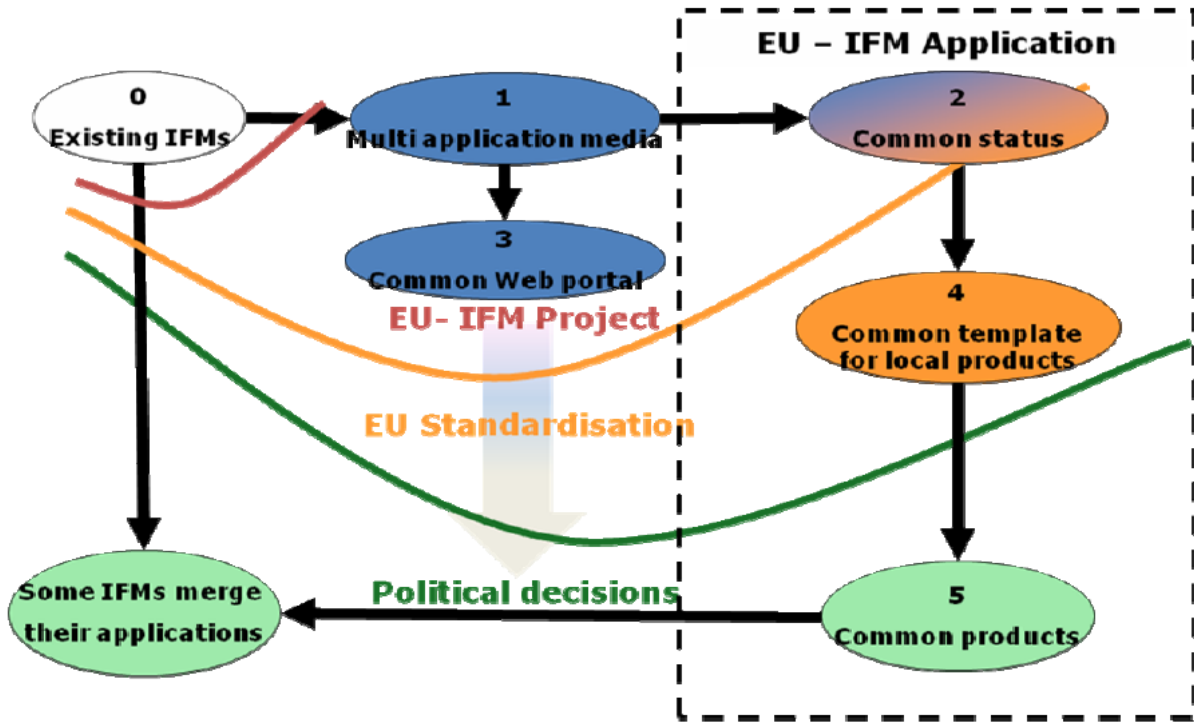 EU – IFM Application
0
Existing IFMs
1
Multi application media
2
Common status
3
Common Web portal
EU- IFM Project
4
Common template
for local products
EU Standardisation
Political decisions
Some IFMs merge
their applications
5
Common products